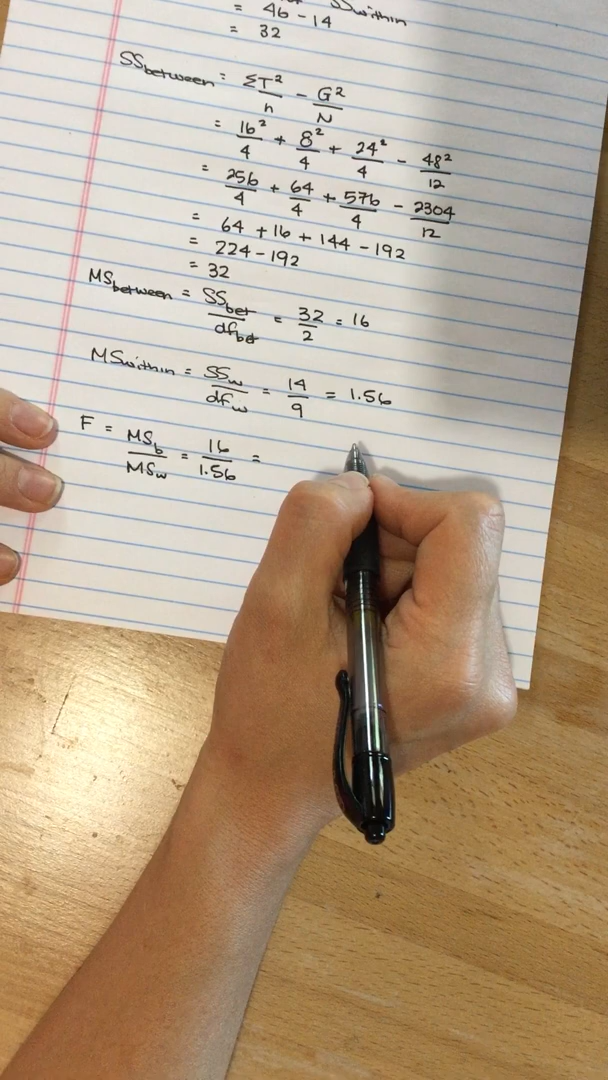 SSwithin
= 46 - 14
= 32
SSbetween = ΣT²/n - G²/N
= 16²/4 + 8²/4 + 24²/4 - 48²/12
= 256/4 + 64/4 + 576/4 - 2304/12
= 64 + 16 + 144 - 192
= 224 - 192
= 32
MSbetween = SSbet/dfbet = 32/2 = 16
MSwithin = SSw/dfw = 14/9 = 1.56
F = MSb/MSw = 16/1.56 =